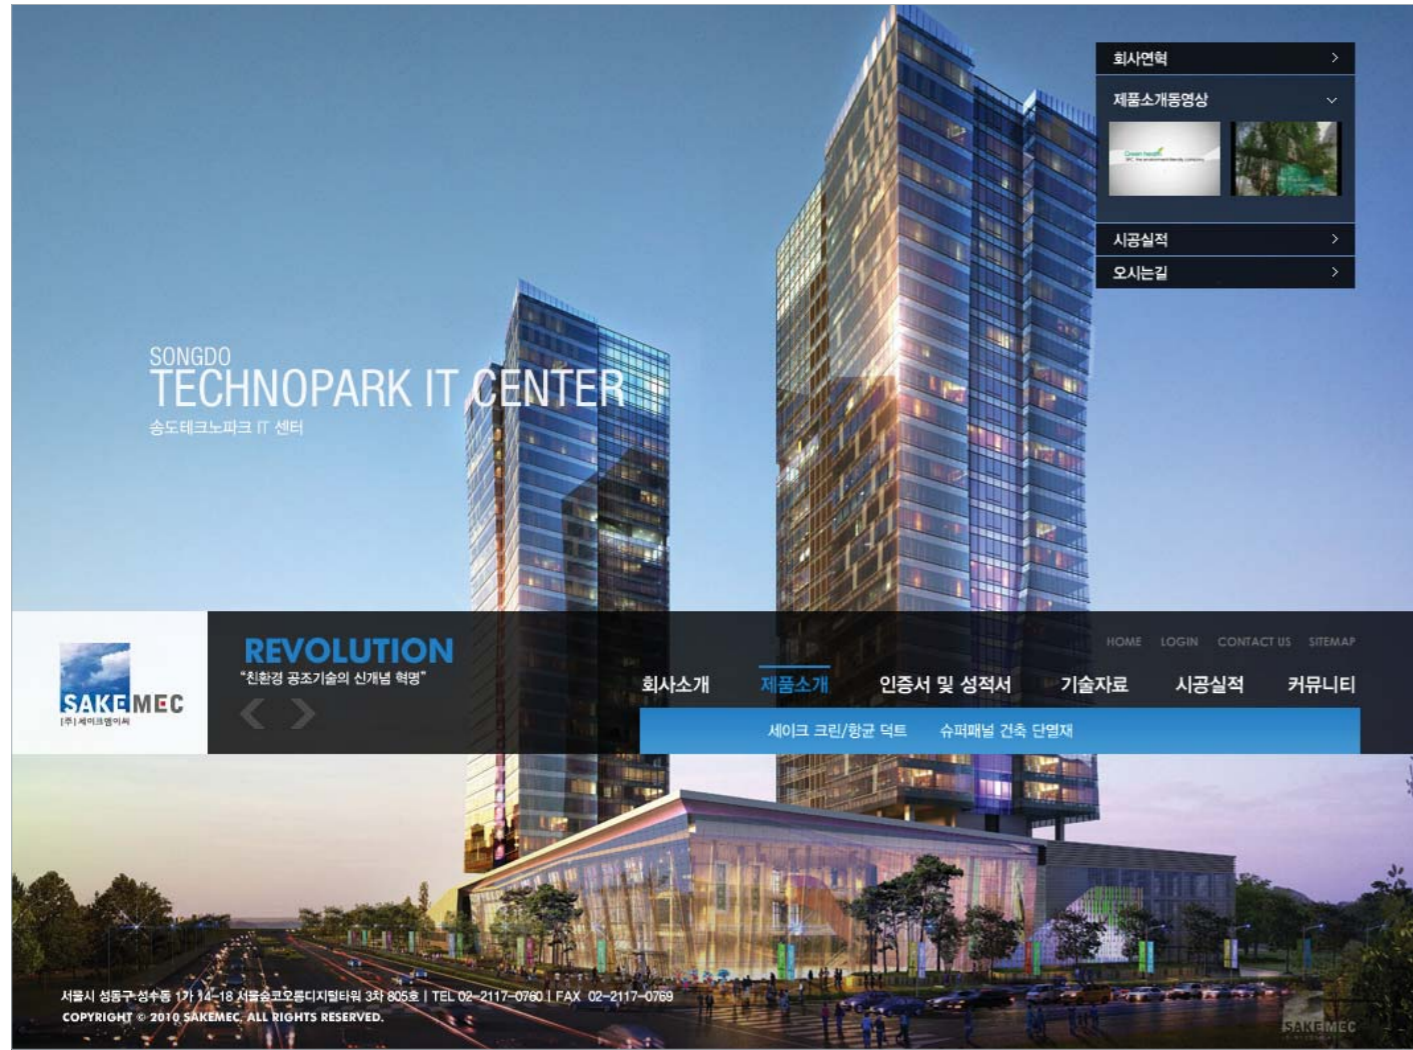 회사연혁
제품소개동영상
Green health
시공실적
오시는길
SONGDO
TECHNOPARK IT CENTER
송도테크노파크 IT 센터
REVOLUTION
“친환경 공조기술의 신개념 혁명”
SAKEMEC
[주]세이크엠이씨
HOME LOGIN CONTACT US SITEMAP
회사소개 제품소개 인증서 및 성적서 기술자료 시공실적 커뮤니티
세이크 크린/항균 덕트 슈퍼패널 건축 단열재
서울시 성동구 성수동 1가 14-18 서울숲코오롱디지털타워 3차 805호 | TEL 02-2117-0760 | FAX 02-2117-0769
COPYRIGHT © 2010 SAKEMEC. ALL RIGHTS RESERVED.
SAKEMEC